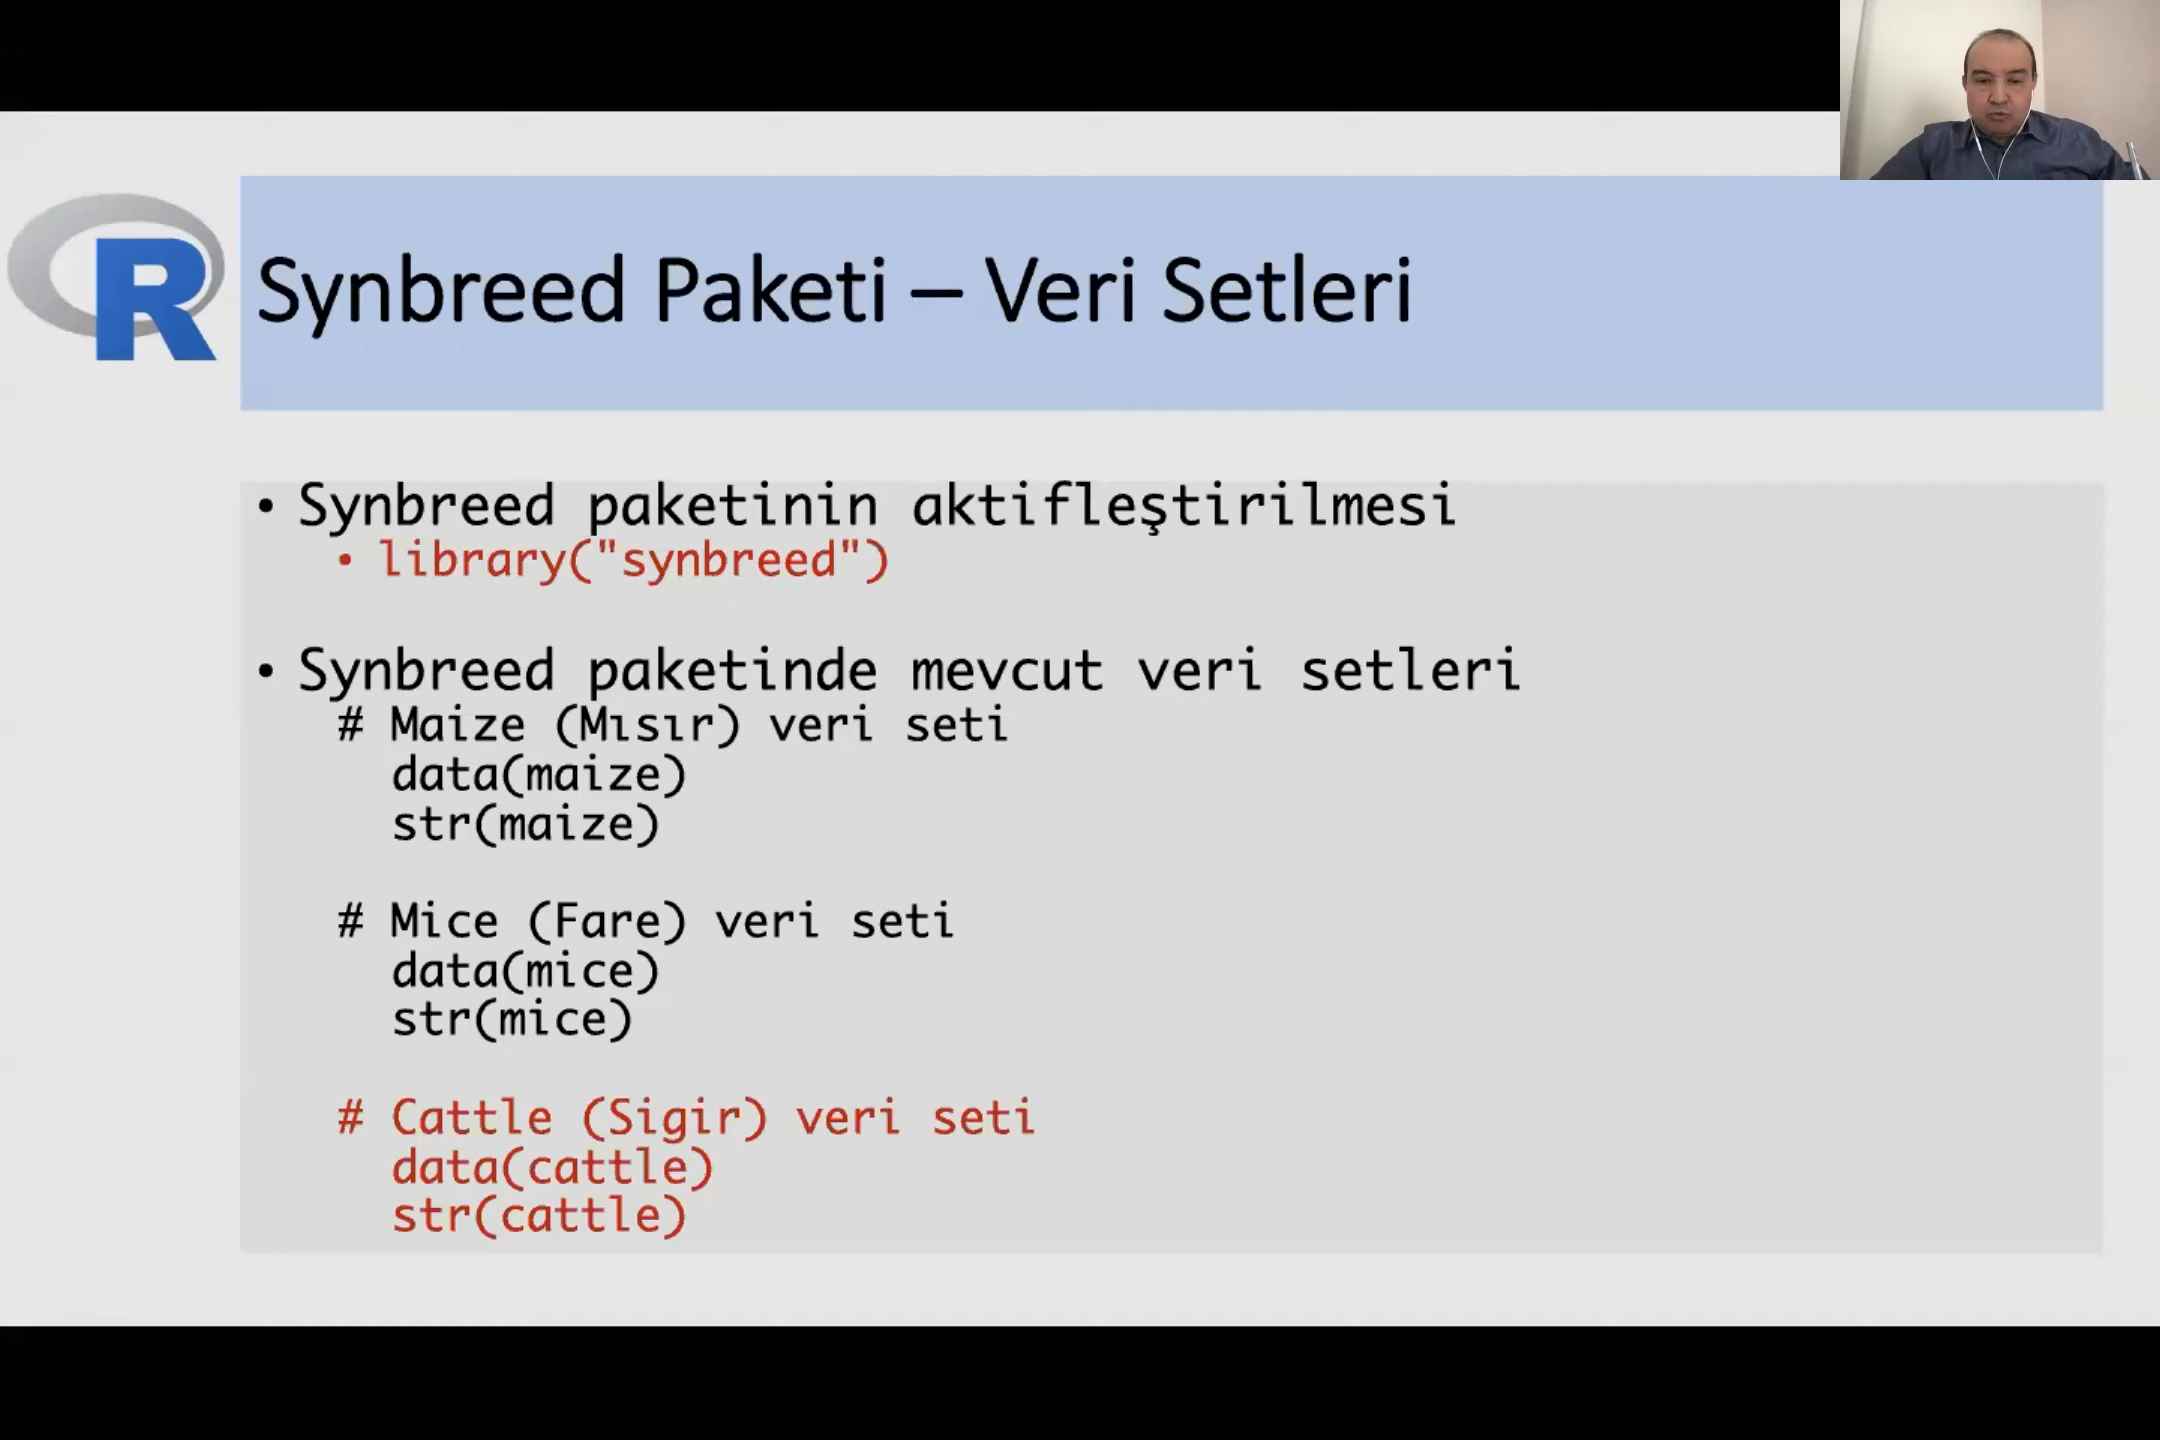 R
Synbreed Paketi – Veri Setleri
• Synbreed paketinin aktifleştirilmesi
• library("synbreed")
• Synbreed paketinde mevcut veri setleri
# Maize (Mısır) veri seti
data(maize)
str(maize)
# Mice (Fare) veri seti
data(mice)
str(mice)
# Cattle (Sigir) veri seti
data(cattle)
str(cattle)